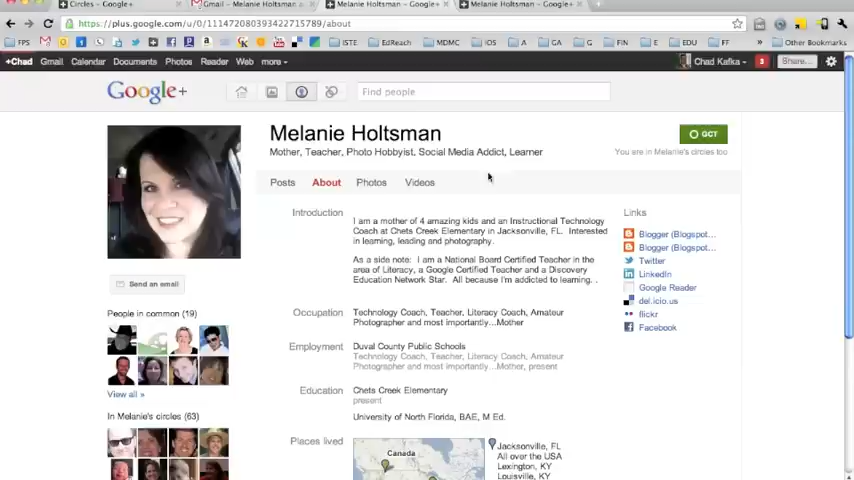 Circles – Google+
Gmail – Melanie Holtsman
Melanie Holtsman – Google+
Melanie Holtsman – Google+
https://plus.google.com/u/0/111472080393422715789/about
FPS
ISTE
EdReach
MDMC
iOS
A
GA
G
FIN
E
EDU
FF
Other Bookmarks
+Chad Gmail Calendar Documents Photos Reader Web more
Chad Kafka
3
Share...
Google+
Find people
Melanie Holtsman
GCT
Mother, Teacher, Photo Hobbyist, Social Media Addict, Learner
You are in Melanie's circles too
Posts About Photos Videos
Introduction
I am a mother of 4 amazing kids and an Instructional Technology
Coach at Chets Creek Elementary in Jacksonville, FL. Interested
in learning, leading and photography.
As a side note: I am a National Board Certified Teacher in the
area of Literacy, a Google Certified Teacher and a Discovery
Education Network Star. All because I'm addicted to learning. .
Links
Blogger (Blogspot...
Blogger (Blogspot...
Twitter
LinkedIn
Google Reader
del.icio.us
flickr
Facebook
Send an email
People in common (19)
View all »
In Melanie's circles (63)
Occupation
Technology Coach, Teacher, Literacy Coach, Amateur
Photographer and most importantly...Mother
Employment
Duval County Public Schools
Technology Coach, Teacher, Literacy Coach, Amateur
Photographer and most importantly...Mother, present
Education
Chets Creek Elementary
present
University of North Florida, BAE, M Ed.
Places lived
Canada
Jacksonville, FL
All over the USA
Lexington, KY
Louisville, KY